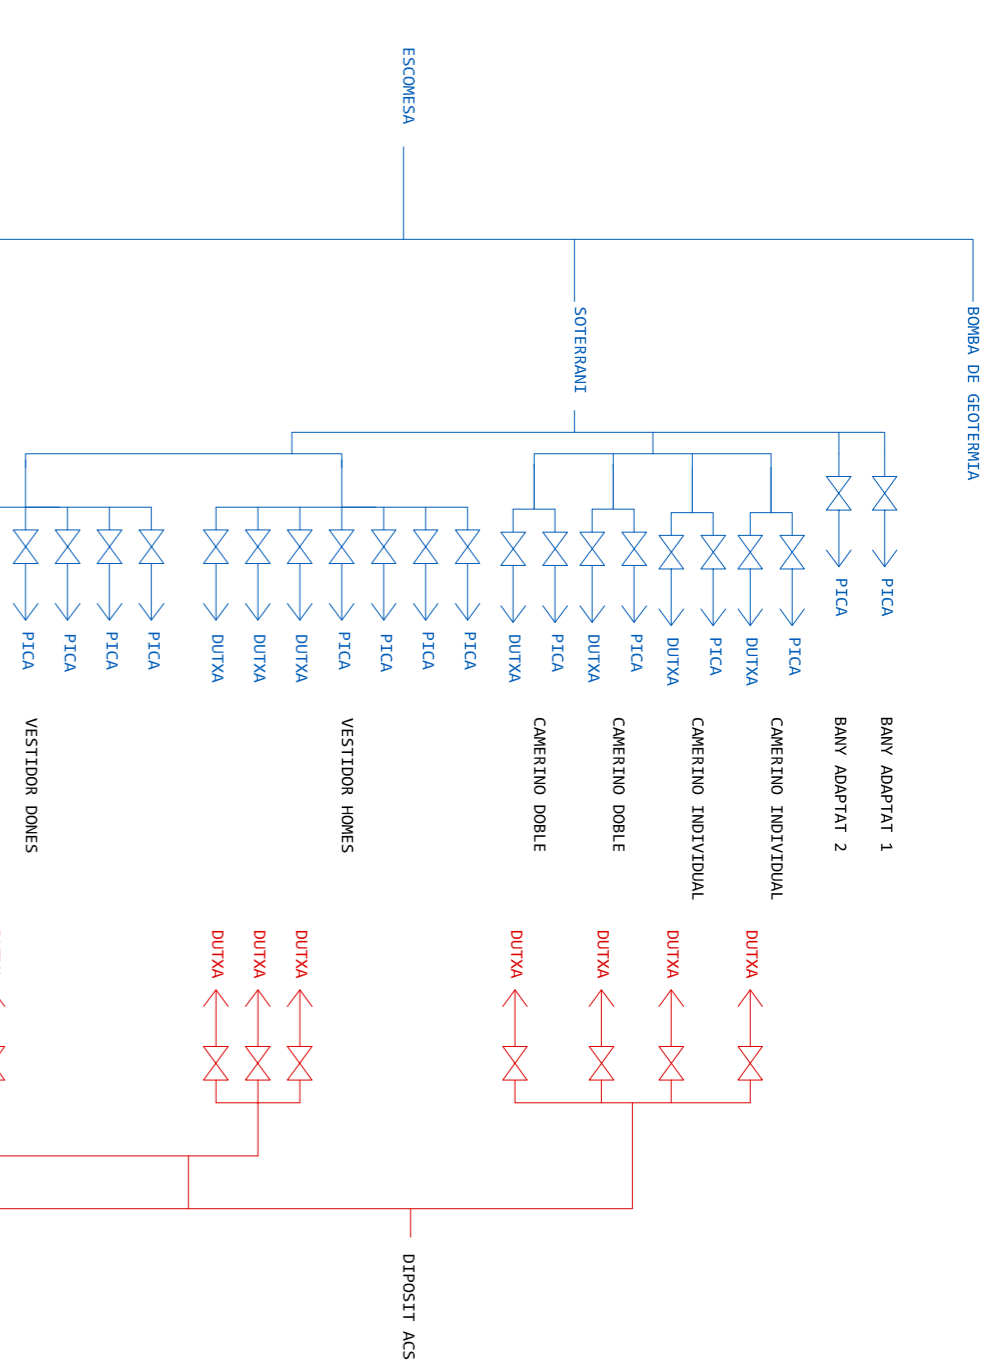 ESCOMESA
SOTERRANI
BOMBA DE GEOTERMIA
PICA
PICA
PICA
PICA
PICA
DUTXA
DUTXA
DUTXA
PICA
PICA
PICA
PICA
DUTXA
PICA
DUTXA
PICA
DUTXA
PICA
DUTXA
PICA
PICA
VESTIDOR DONES
VESTIDOR HOMES
CAMERINO DOBLE
CAMERINO DOBLE
CAMERINO INDIVIDUAL
CAMERINO INDIVIDUAL
BANY ADAPTAT 2
BANY ADAPTAT 1
DUTXA
DUTXA
DUTXA
DUTXA
DUTXA
DUTXA
DUTXA
DIPOSIT ACS